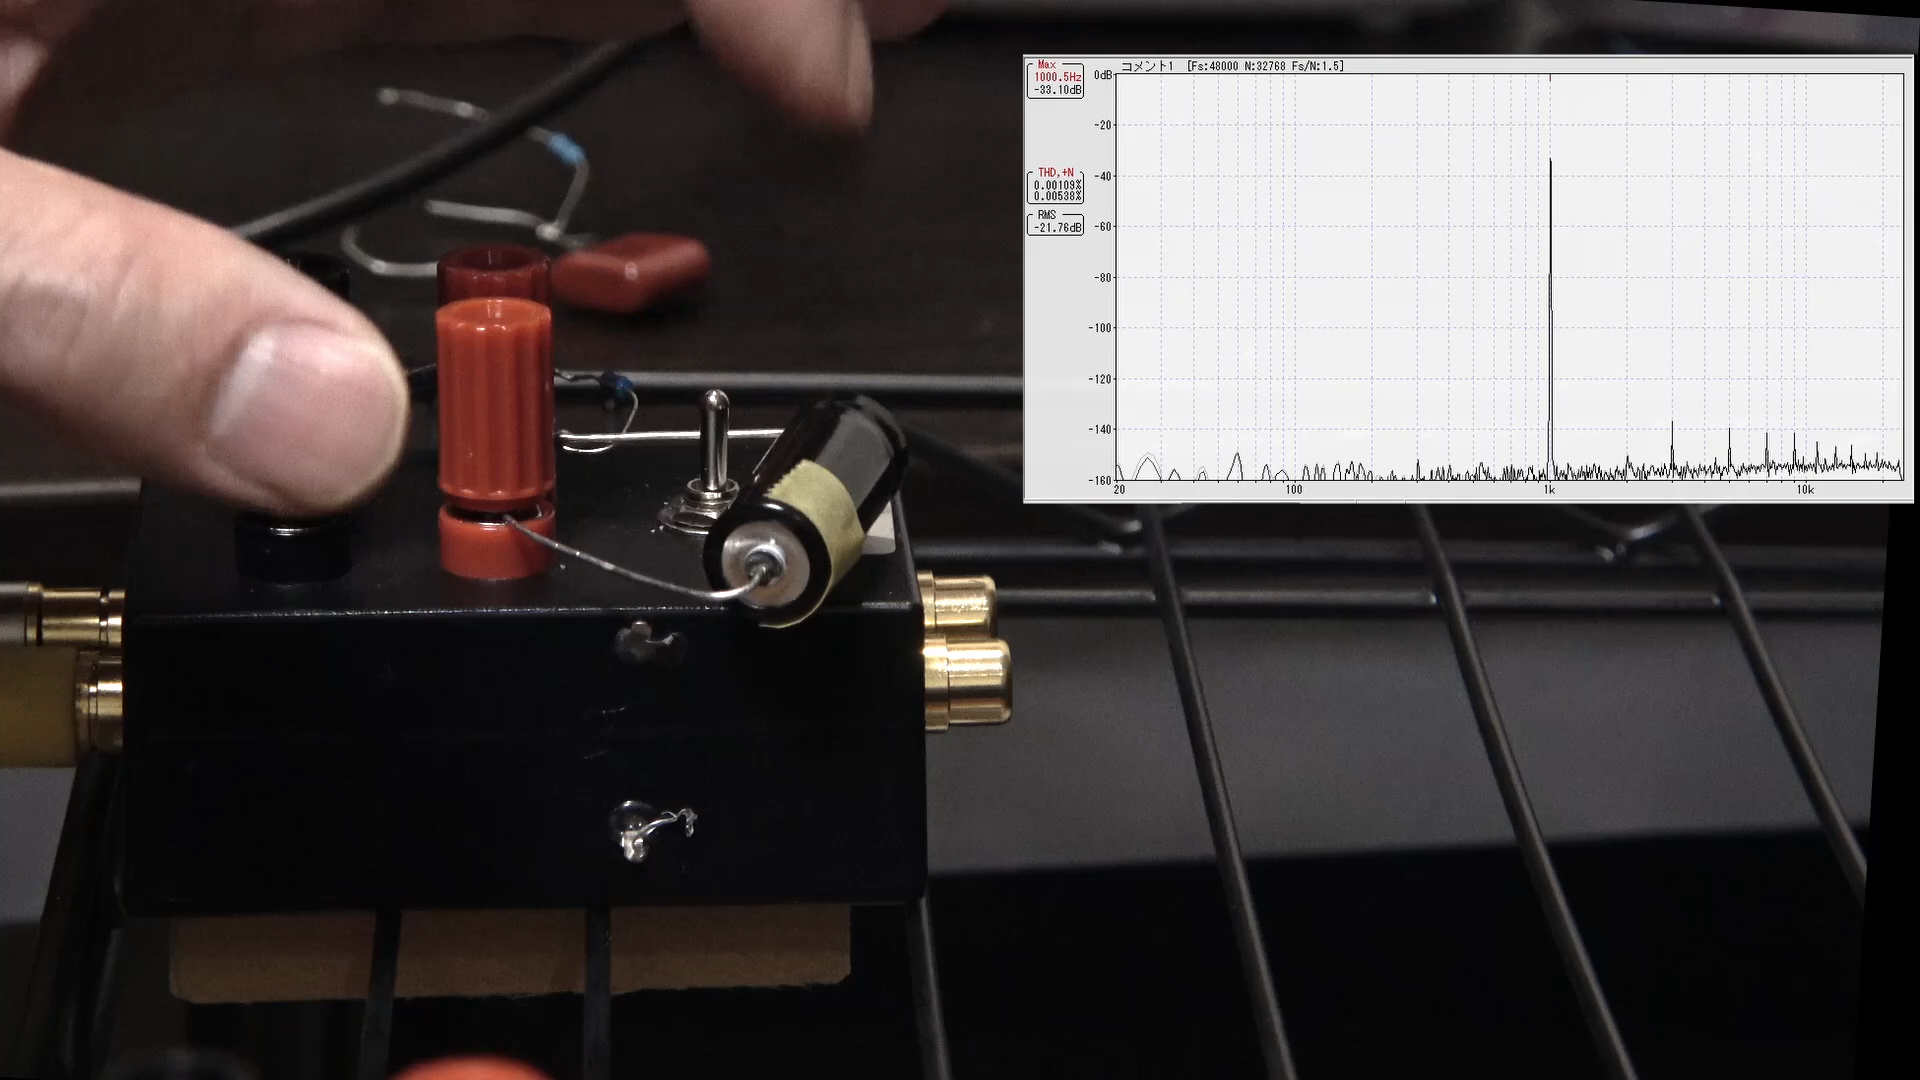 Max
1000.5Hz
-33.10dB
THD,+N
0.00109%
0.00538%
RMS
-21.76dB
コメント1 [Fs:48000 N:32768 Fs/N:1.5]
0dB
-20
-40
-60
-80
-100
-120
-140
-160
20 100 1k 10k